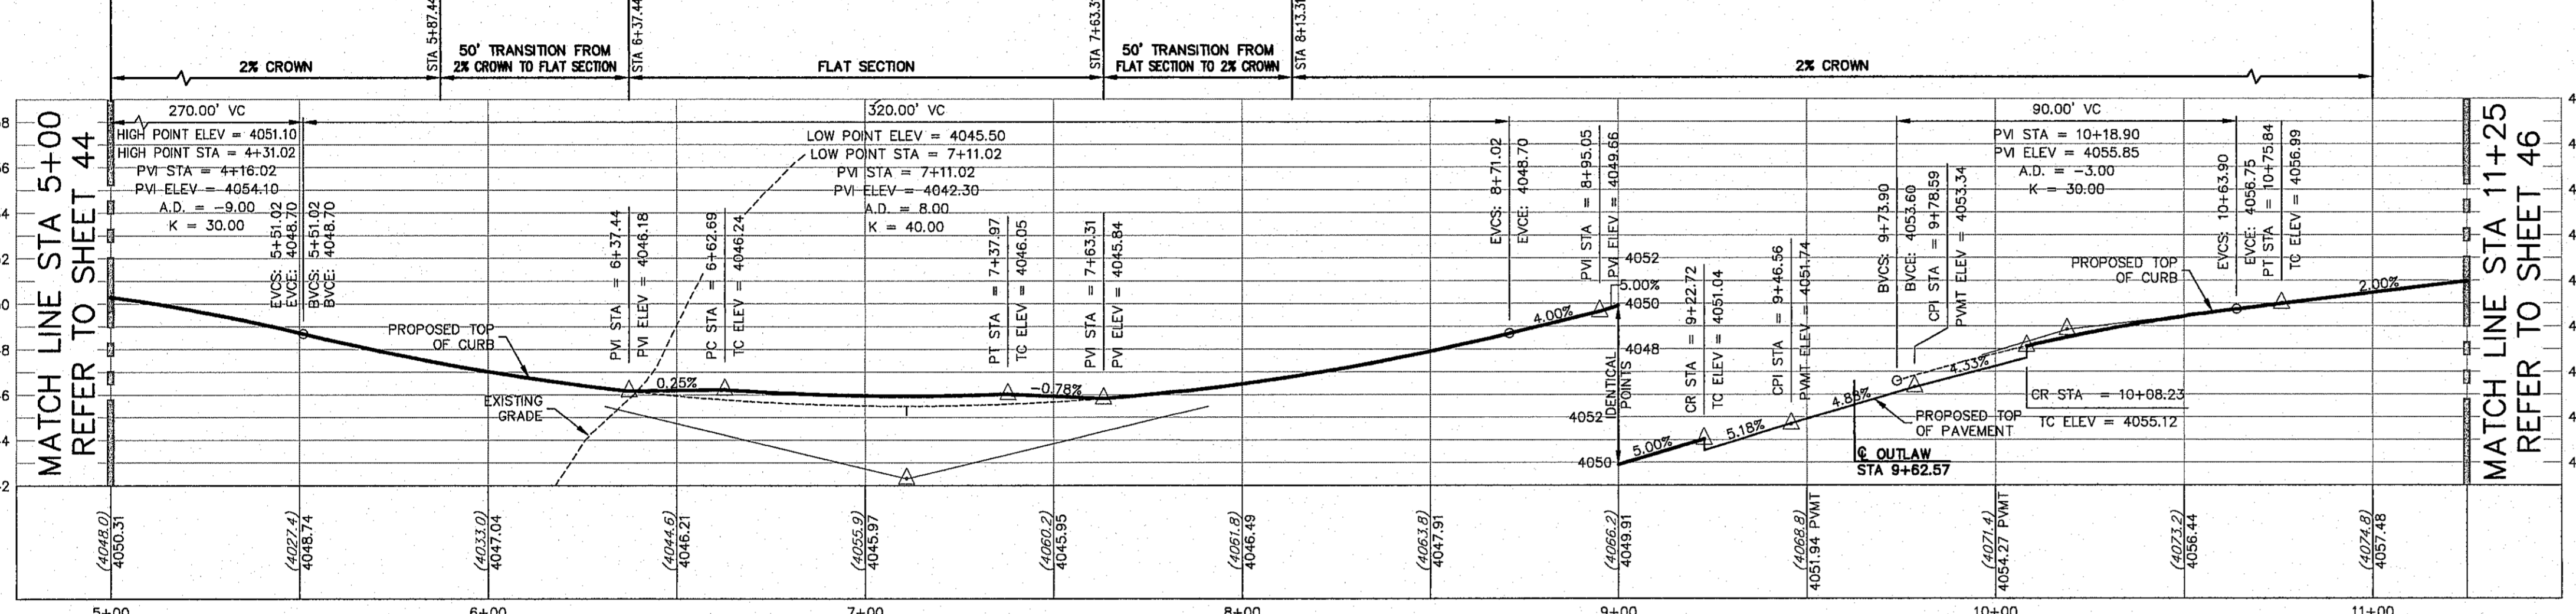 STA 5+87.44
STA 6+37.44
STA 7+63.31
STA 8+13.31
2% CROWN
50' TRANSITION FROM
2% CROWN TO FLAT SECTION
FLAT SECTION
50' TRANSITION FROM
FLAT SECTION TO 2% CROWN
2% CROWN
MATCH LINE STA 5+00
REFER TO SHEET 44
270.00' VC
HIGH POINT ELEV = 4051.10
HIGH POINT STA = 4+31.02
PVI STA = 4+16.02
PVI ELEV = 4054.10
A.D. = -9.00
K = 30.00
EVCS: 5+51.02
EVCE: 4048.70
BVCS: 5+51.02
BVCE: 4048.70
320.00' VC
LOW POINT ELEV = 4045.50
LOW POINT STA = 7+11.02
PVI STA = 7+11.02
PVI ELEV = 4042.30
A.D. = 8.00
K = 40.00
PROPOSED TOP
OF CURB
EXISTING
GRADE
PVI STA = 6+37.44
PVI ELEV = 4046.18
0.25%
PC STA = 6+62.69
TC ELEV = 4046.24
PT STA = 7+37.97
TC ELEV = 4046.05
-0.78%
PVI STA = 7+63.31
PVI ELEV = 4045.84
EVCS: 8+71.02
EVCE: 4048.70
4.00%
PVI STA = 8+95.05
PVI ELEV = 4049.66
4052
5.00%
4050
4048
IDENTICAL
POINTS
4052
4050
5.00%
CR STA = 9+22.72
TC ELEV = 4051.04
5.18%
CPI STA = 9+46.56
PVMT ELEV = 4051.74
4.88%
℄ OUTLAW
STA 9+62.57
PROPOSED TOP
OF PAVEMENT
BVCS: 9+73.90
BVCE: 4053.60
CPI STA = 9+78.59
PVMT ELEV = 4053.34
4.33%
90.00' VC
PVI STA = 10+18.90
PVI ELEV = 4055.85
A.D. = -3.00
K = 30.00
CR STA = 10+08.23
TC ELEV = 4055.12
PROPOSED TOP
OF CURB
EVCS: 10+63.90
EVCE: 4056.75
PT STA = 10+75.84
TC ELEV = 4056.99
2.00%
MATCH LINE STA 11+25
REFER TO SHEET 46
(4048.0)
4050.31
(4027.4)
4048.74
(4033.0)
4047.04
(4044.6)
4046.21
(4055.9)
4045.97
(4060.2)
4045.95
(4061.8)
4046.49
(4063.8)
4047.91
(4066.2)
4049.91
(4068.8)
4051.94 PVMT
(4071.4)
4054.27 PVMT
(4073.2)
4056.44
(4074.8)
4057.48
5+00
6+00
7+00
8+00
9+00
10+00
11+00